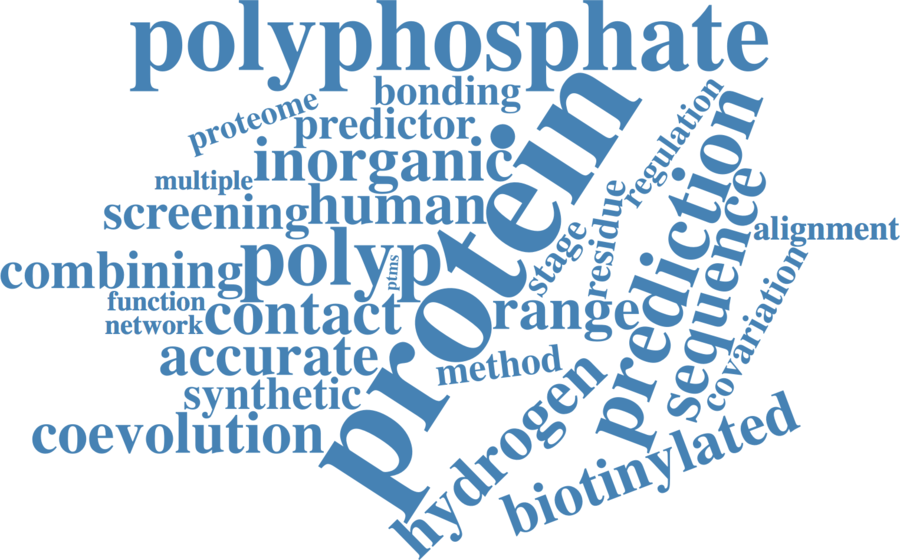 polyphosphate
bonding
proteome
predictor
protein
regulation
inorganic
prediction
multiple
screening
human
residue
sequence
alignment
polyp
ptms
stage
combining
function
network
contact
range
covariation
accurate
method
synthetic
hydrogen
coevolution
biotinylated